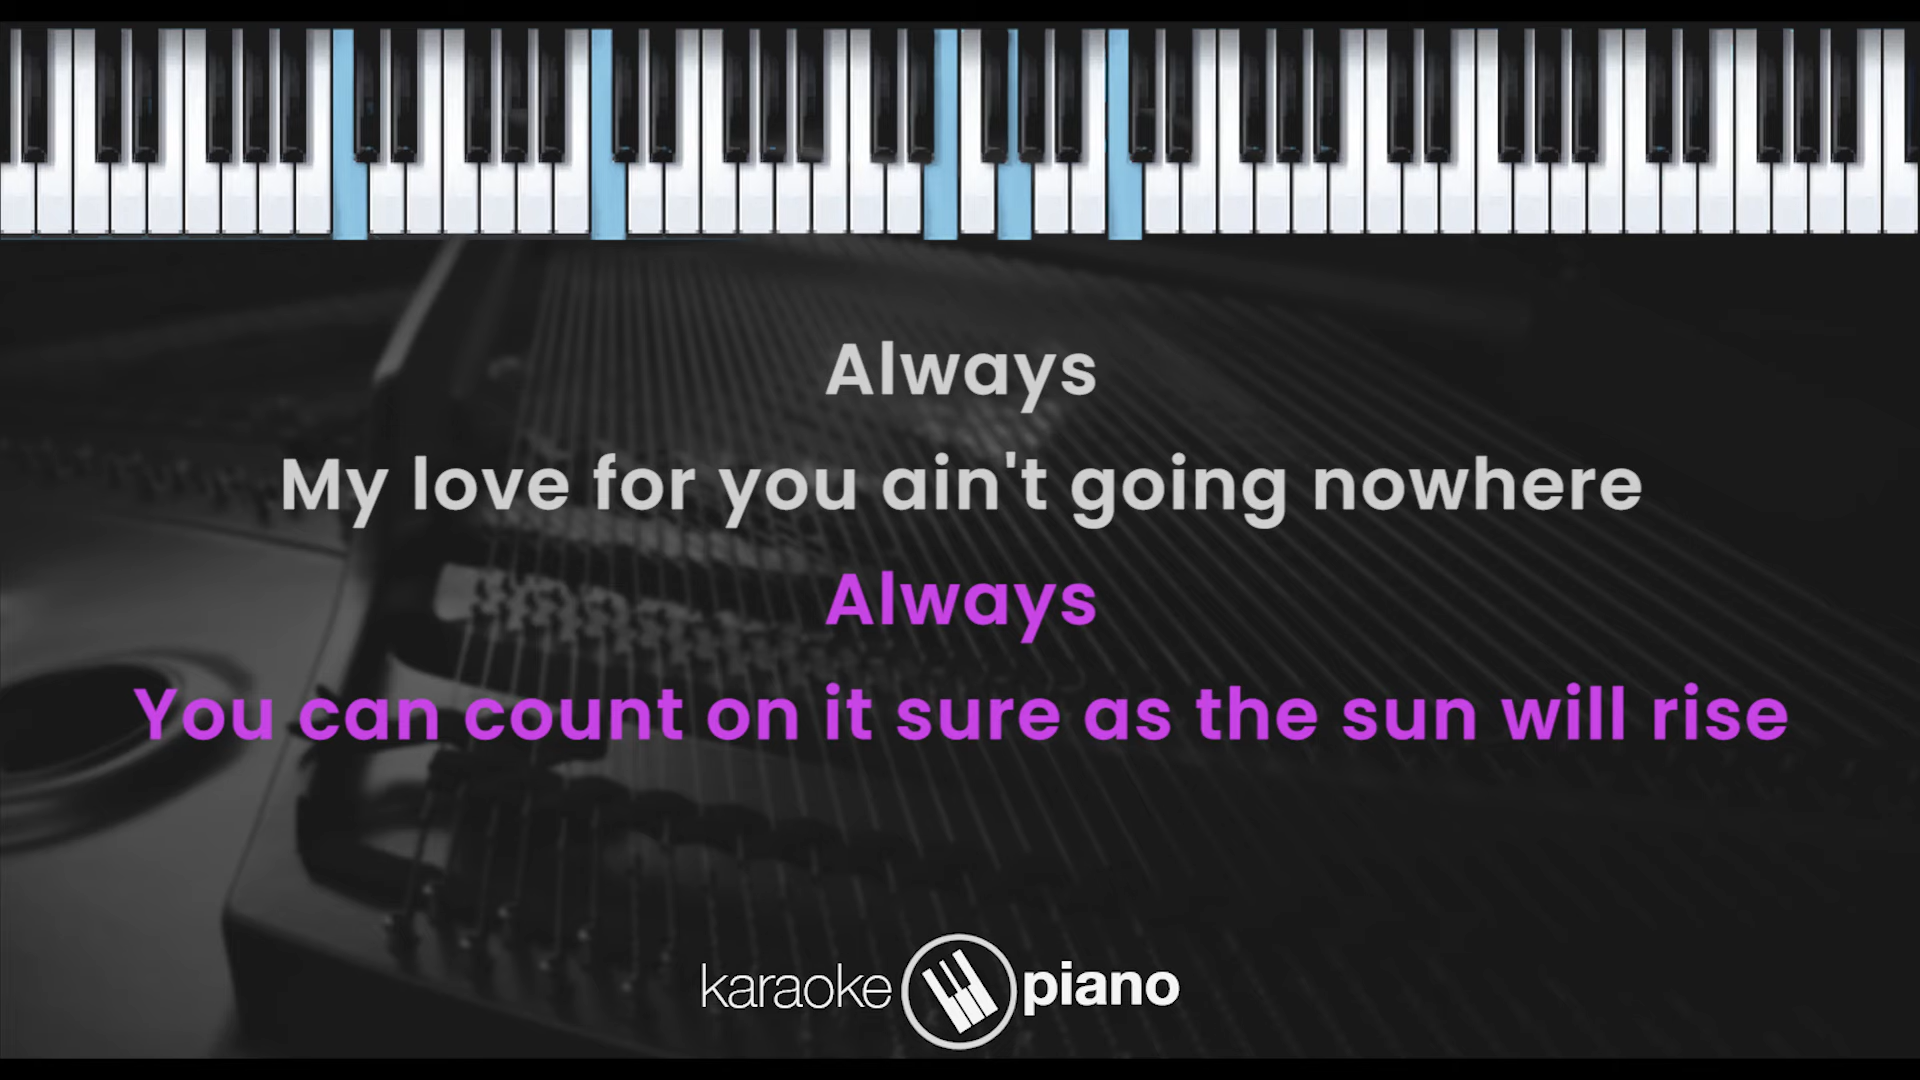 Always
My love for you ain't going nowhere
Always
You can count on it sure as the sun will rise
karaoke piano